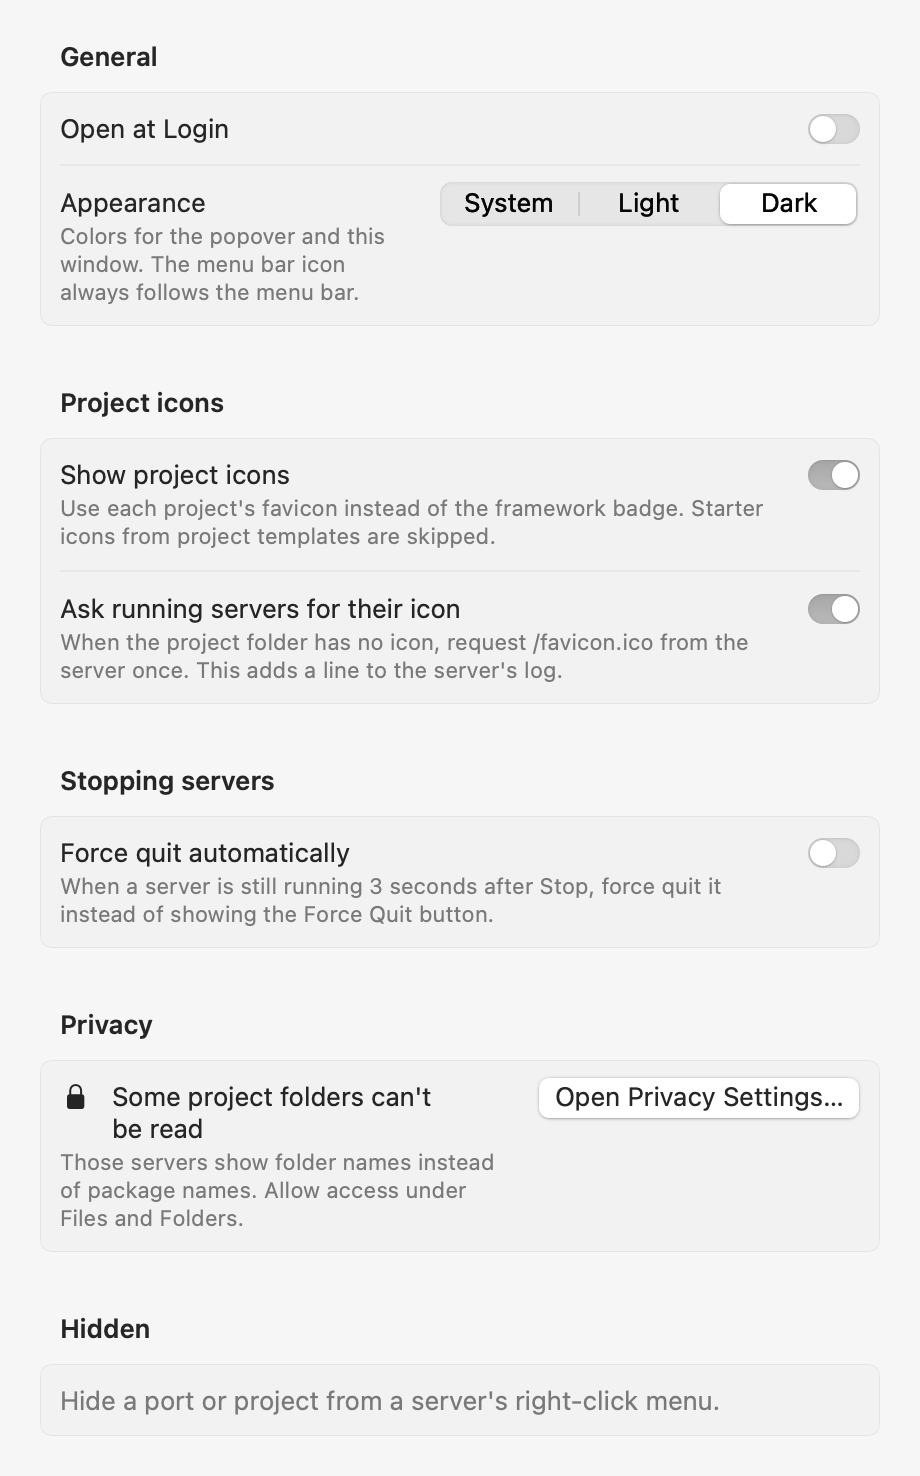 General
Open at Login
Appearance
System Light Dark
Colors for the popover and this
window. The menu bar icon
always follows the menu bar.
Project icons
Show project icons
Use each project's favicon instead of the framework badge. Starter
icons from project templates are skipped.
Ask running servers for their icon
When the project folder has no icon, request /favicon.ico from the
server once. This adds a line to the server's log.
Stopping servers
Force quit automatically
When a server is still running 3 seconds after Stop, force quit it
instead of showing the Force Quit button.
Privacy
Some project folders can't
be read
Open Privacy Settings...
Those servers show folder names instead
of package names. Allow access under
Files and Folders.
Hidden
Hide a port or project from a server's right-click menu.